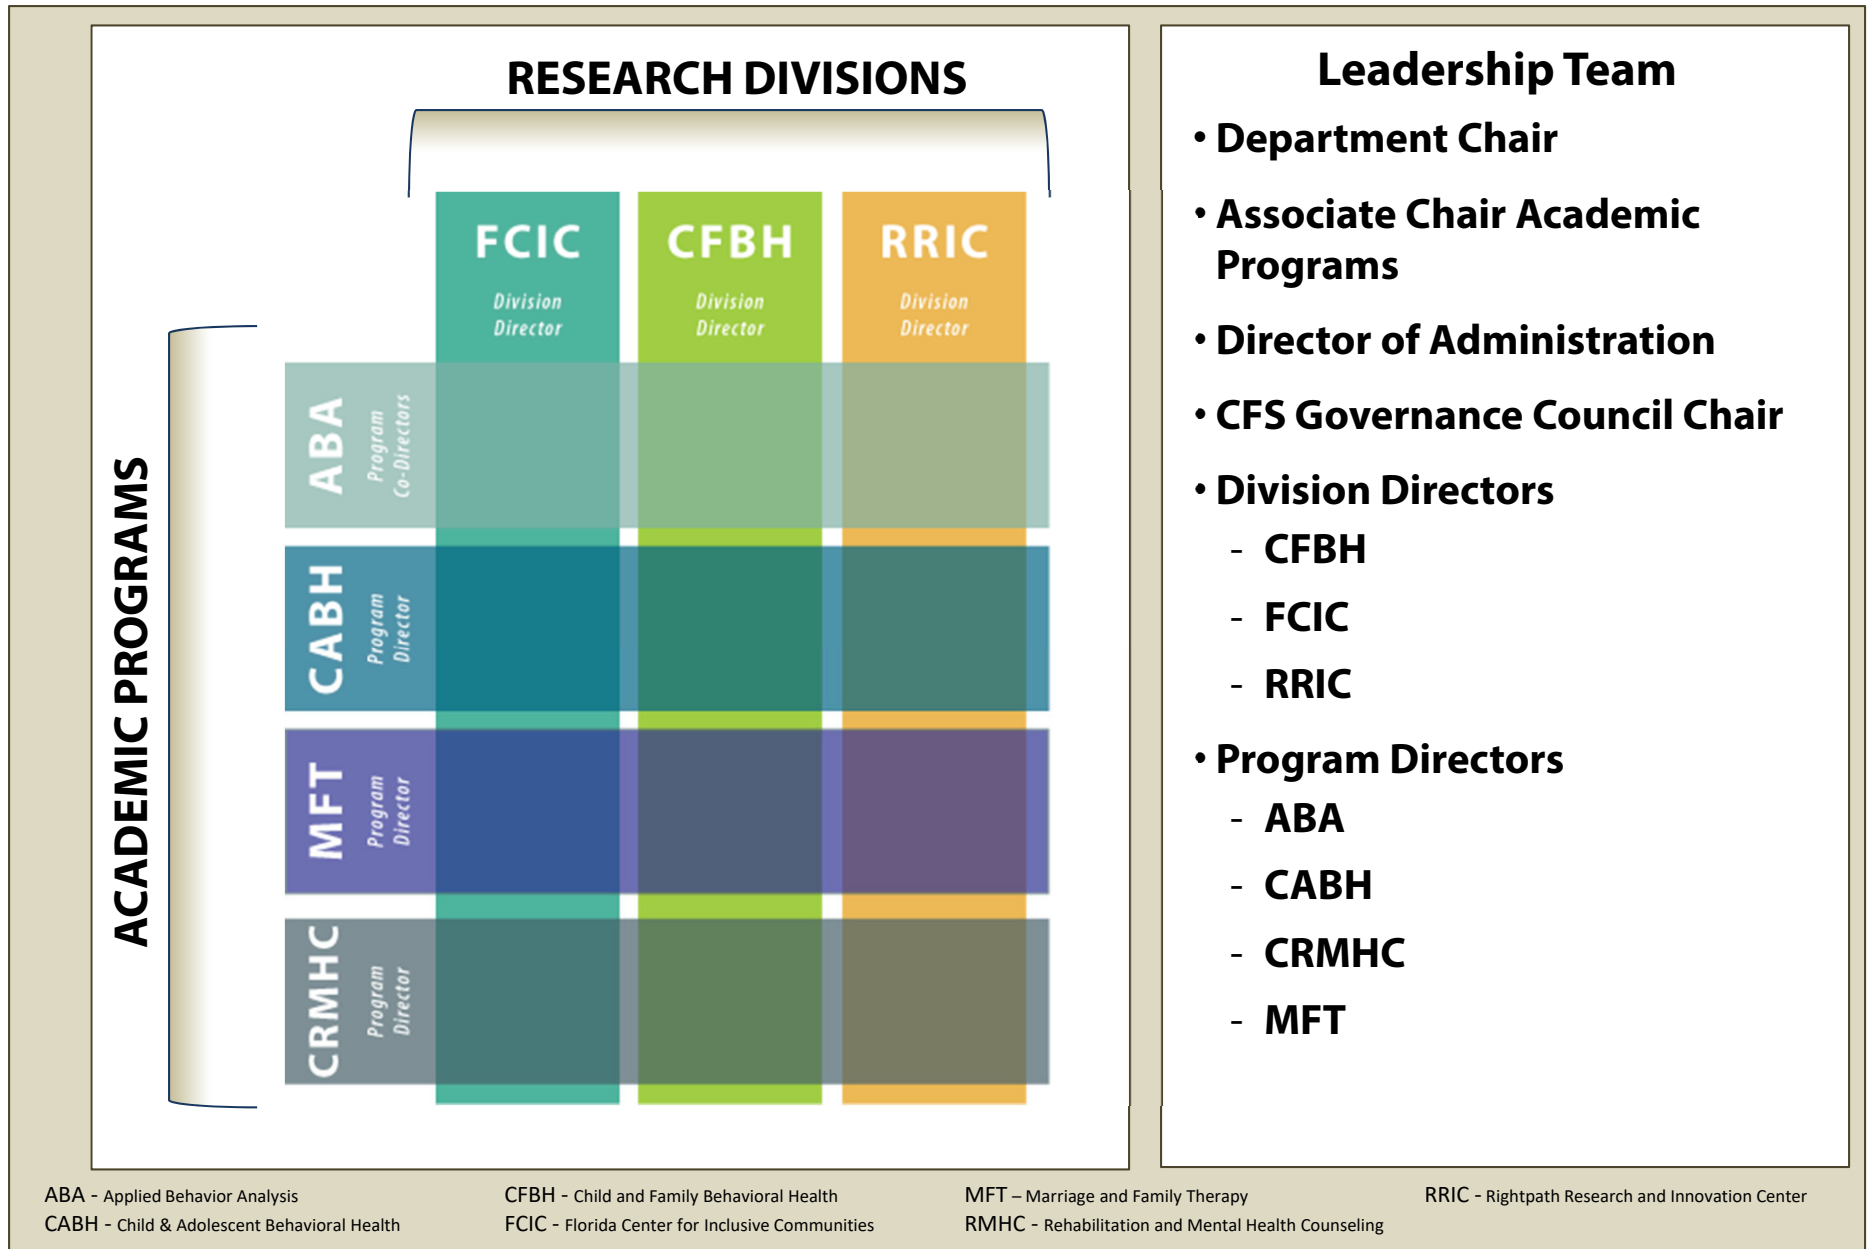 RESEARCH DIVISIONS
FCIC
Division
Director
CFBH
Division
Director
RRIC
Division
Director
ACADEMIC PROGRAMS
ABA
Program
Co-Directors
CABH
Program
Director
MFT
Program
Director
CRMHC
Program
Director
Leadership Team
• Department Chair
• Associate Chair Academic
Programs
• Director of Administration
• CFS Governance Council Chair
• Division Directors
- CFBH
- FCIC
- RRIC
• Program Directors
- ABA
- CABH
- CRMHC
- MFT
ABA - Applied Behavior Analysis
CABH - Child & Adolescent Behavioral Health
CFBH - Child and Family Behavioral Health
FCIC - Florida Center for Inclusive Communities
MFT – Marriage and Family Therapy
RMHC - Rehabilitation and Mental Health Counseling
RRIC - Rightpath Research and Innovation Center